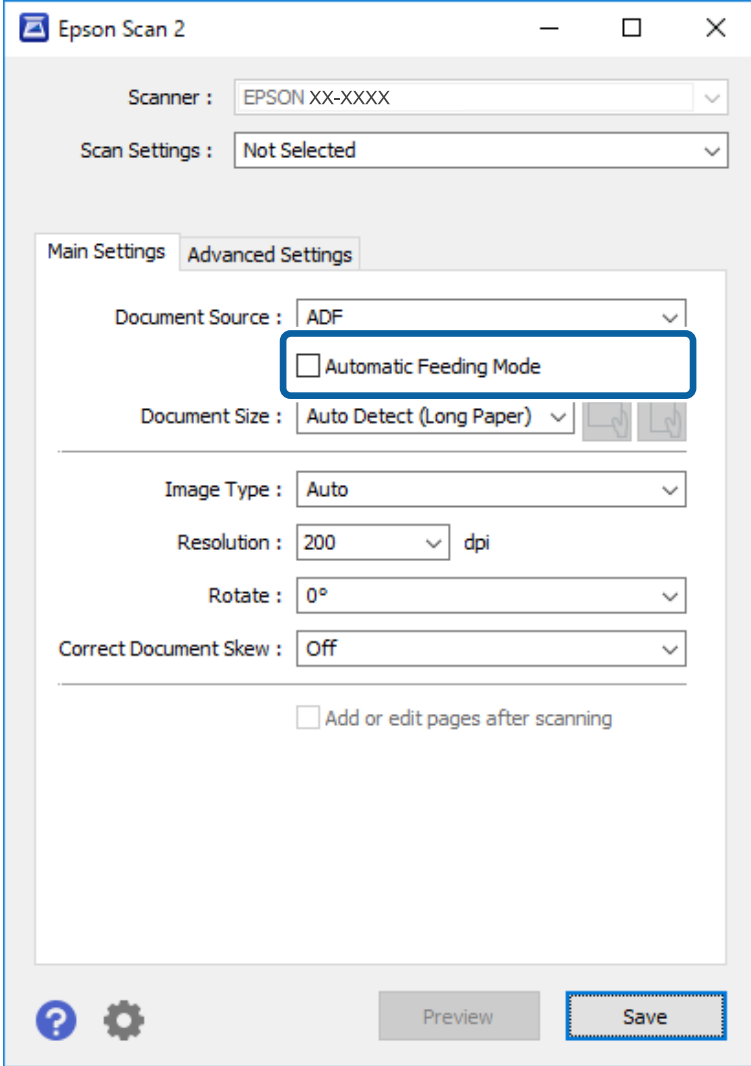 Epson Scan 2
Scanner : EPSON XX-XXXX
Scan Settings : Not Selected
Main Settings Advanced Settings
Document Source : ADF
Automatic Feeding Mode
Document Size : Auto Detect (Long Paper)
Image Type : Auto
Resolution : 200 dpi
Rotate : 0°
Correct Document Skew : Off
Add or edit pages after scanning
? Preview Save